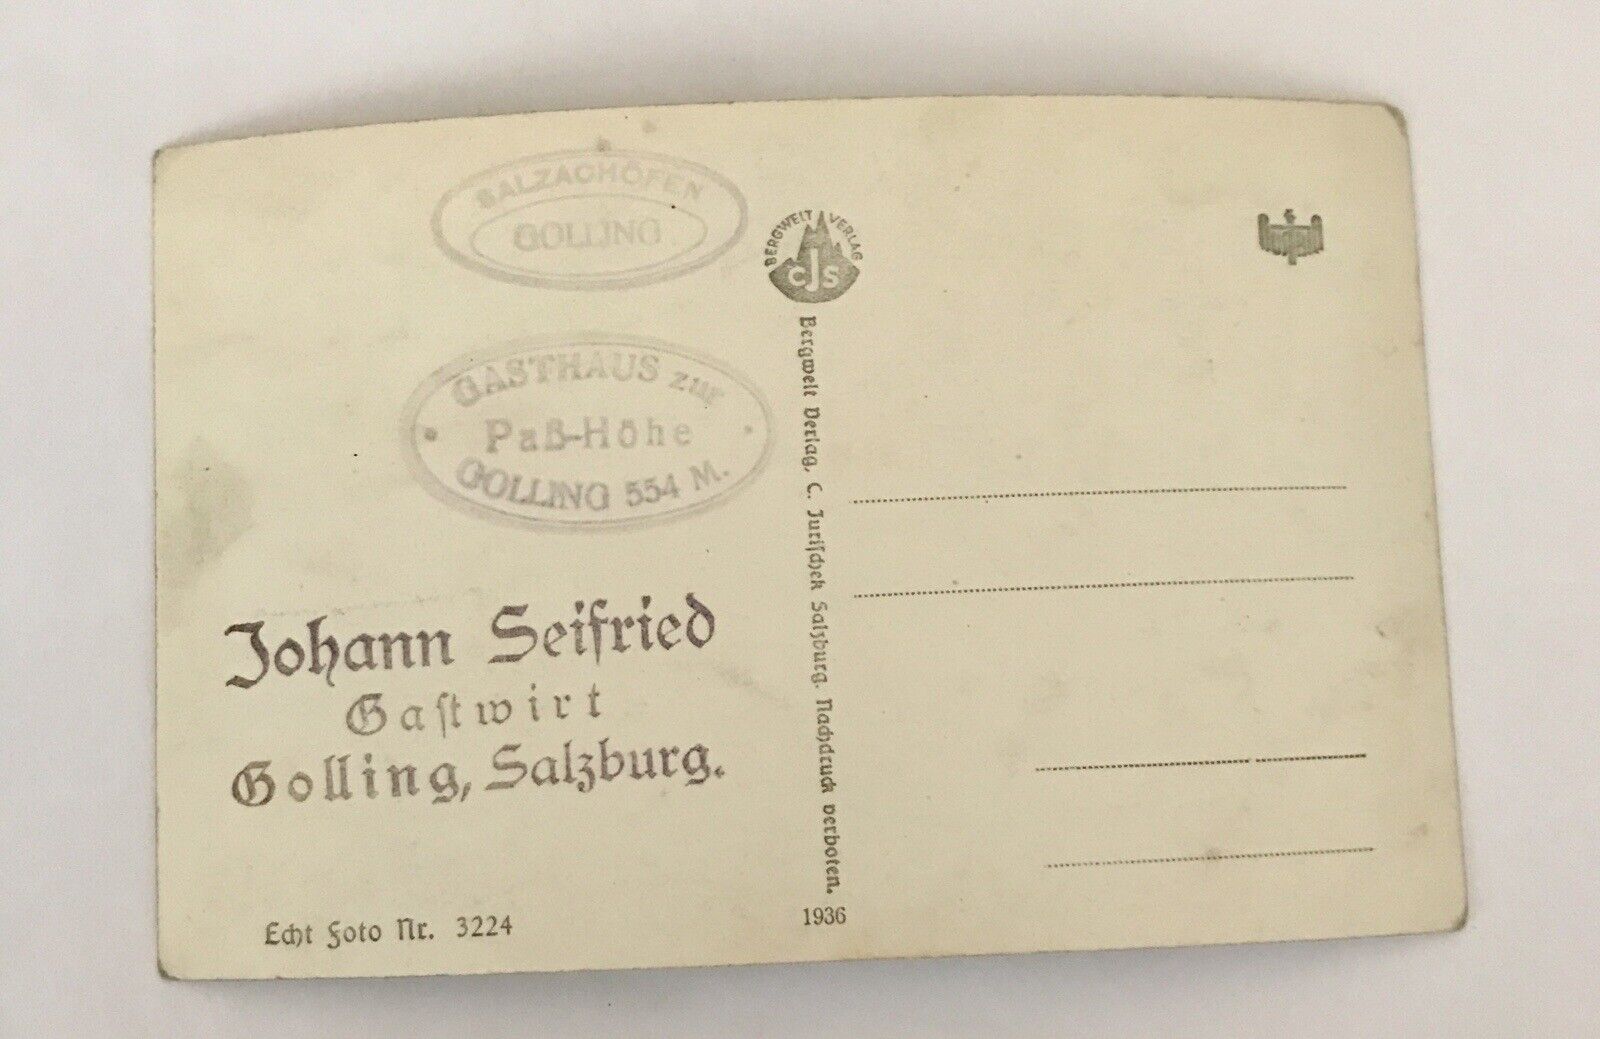 SALZACHÖFEN
GOLLING
GASTHAUS zur
Paß-Höhe
GOLLING 554 M.
Johann Seifried
Gaſtwirt
Golling, Salzburg.
Echt Foto Nr. 3224
BERGWELT VERLAG
CJS
Bergwelt Verlag, C. Juriſchek Salzburg. Nachdruck verboten.
1936